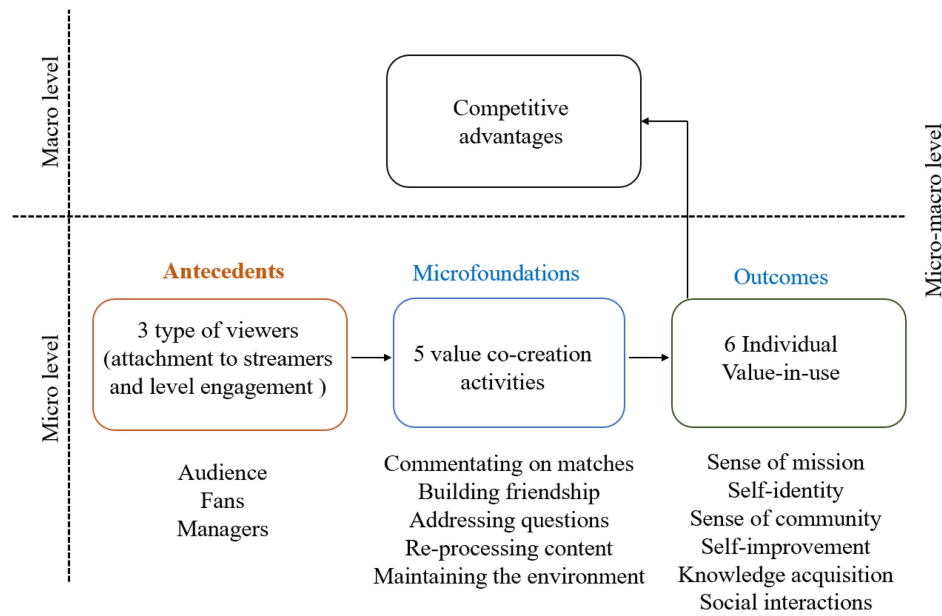 Macro level
Competitive
advantages
Micro-macro level
Micro level
Antecedents
3 type of viewers
(attachment to streamers
and level engagement )
Audience
Fans
Managers
Microfoundations
5 value co-creation
activities
Commentating on matches
Building friendship
Addressing questions
Re-processing content
Maintaining the environment
Outcomes
6 Individual
Value-in-use
Sense of mission
Self-identity
Sense of community
Self-improvement
Knowledge acquisition
Social interactions